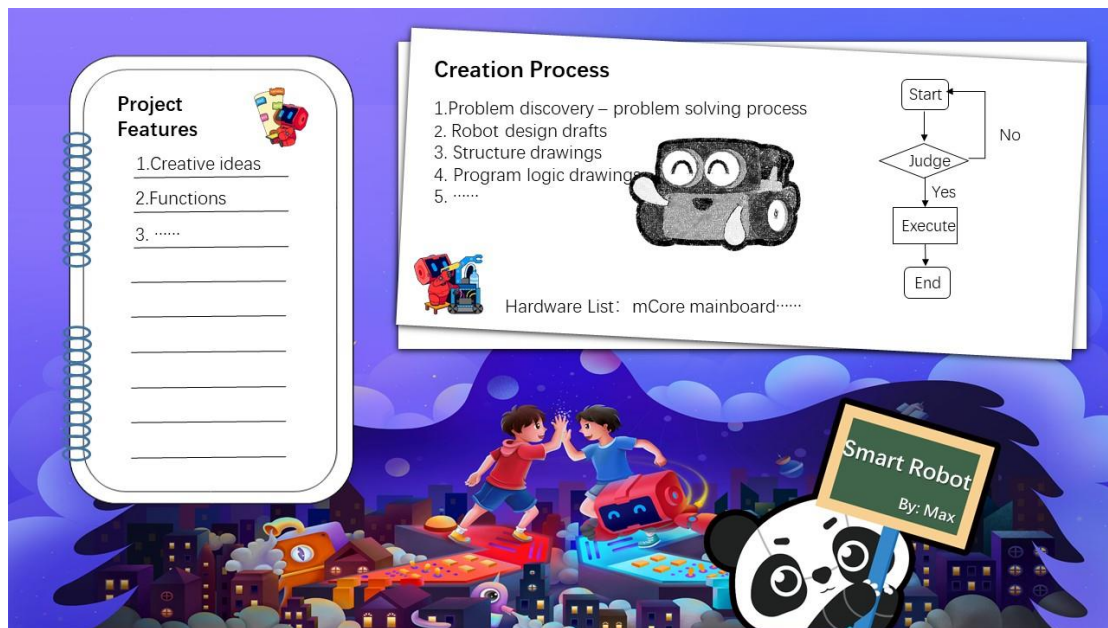 Project
Features
1.Creative ideas
2.Functions
3. ······
Creation Process
1.Problem discovery – problem solving process
2. Robot design drafts
3. Structure drawings
4. Program logic drawings
5. ······
Hardware List： mCore mainboard······
Start
No
Judge
Yes
Execute
End
Smart Robot
By: Max